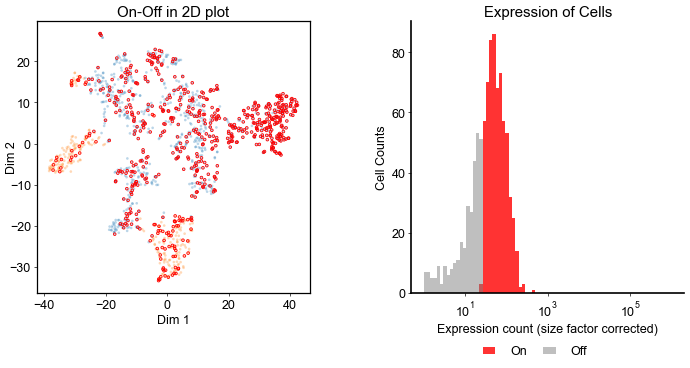 On-Off in 2D plot
Expression of Cells
Dim 2
20
10
0
−10
−20
−30
−40
−20
0
20
40
Dim 1
Cell Counts
80
60
40
20
0
10^1
10^3
10^5
Expression count (size factor corrected)
On Off